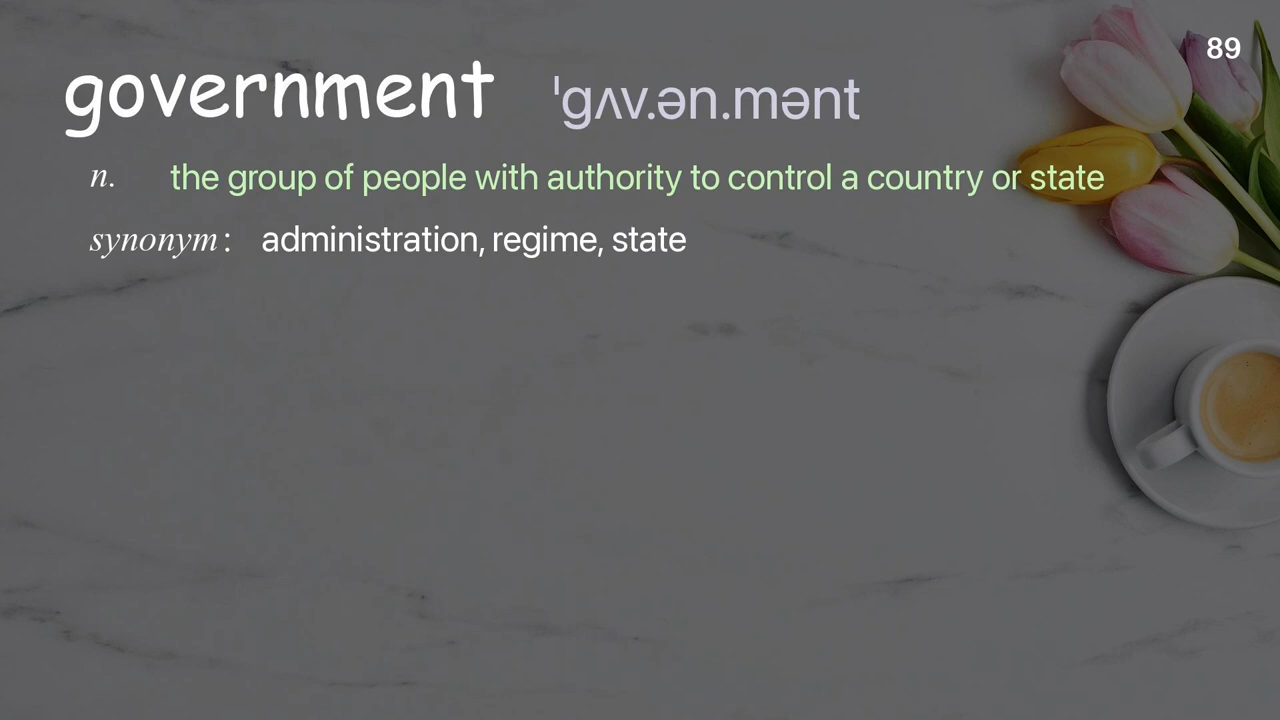 89
government ˈgʌv.ən.mənt
n. the group of people with authority to control a country or state
synonym : administration, regime, state